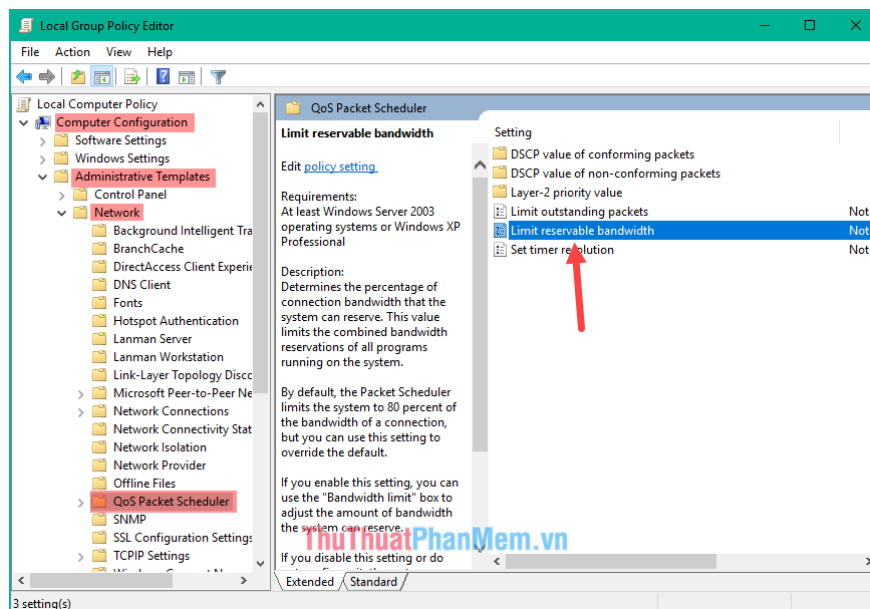 Local Group Policy Editor
File Action View Help
Local Computer Policy
Computer Configuration
Software Settings
Windows Settings
Administrative Templates
Control Panel
Network
Background Intelligent Tra
BranchCache
DirectAccess Client Experie
DNS Client
Fonts
Hotspot Authentication
Lanman Server
Lanman Workstation
Link-Layer Topology Disco
Microsoft Peer-to-Peer Ne
Network Connections
Network Connectivity Stat
Network Isolation
Network Provider
Offline Files
QoS Packet Scheduler
SNMP
SSL Configuration Settings
TCPIP Settings
QoS Packet Scheduler
Limit reservable bandwidth
Edit policy setting
Requirements:
At least Windows Server 2003
operating systems or Windows XP
Professional
Description:
Determines the percentage of
connection bandwidth that the
system can reserve. This value
limits the combined bandwidth
reservations of all programs
running on the system.
By default, the Packet Scheduler
limits the system to 80 percent of
the bandwidth of a connection,
but you can use this setting to
override the default.
If you enable this setting, you can
use the "Bandwidth limit" box to
adjust the amount of bandwidth
the system can reserve.
If you disable this setting or do
Setting
DSCP value of conforming packets
DSCP value of non-conforming packets
Layer-2 priority value
Limit outstanding packets Not
Limit reservable bandwidth Not
Set timer resolution Not
ThuThuatPhanMem.vn
Extended Standard
3 setting(s)